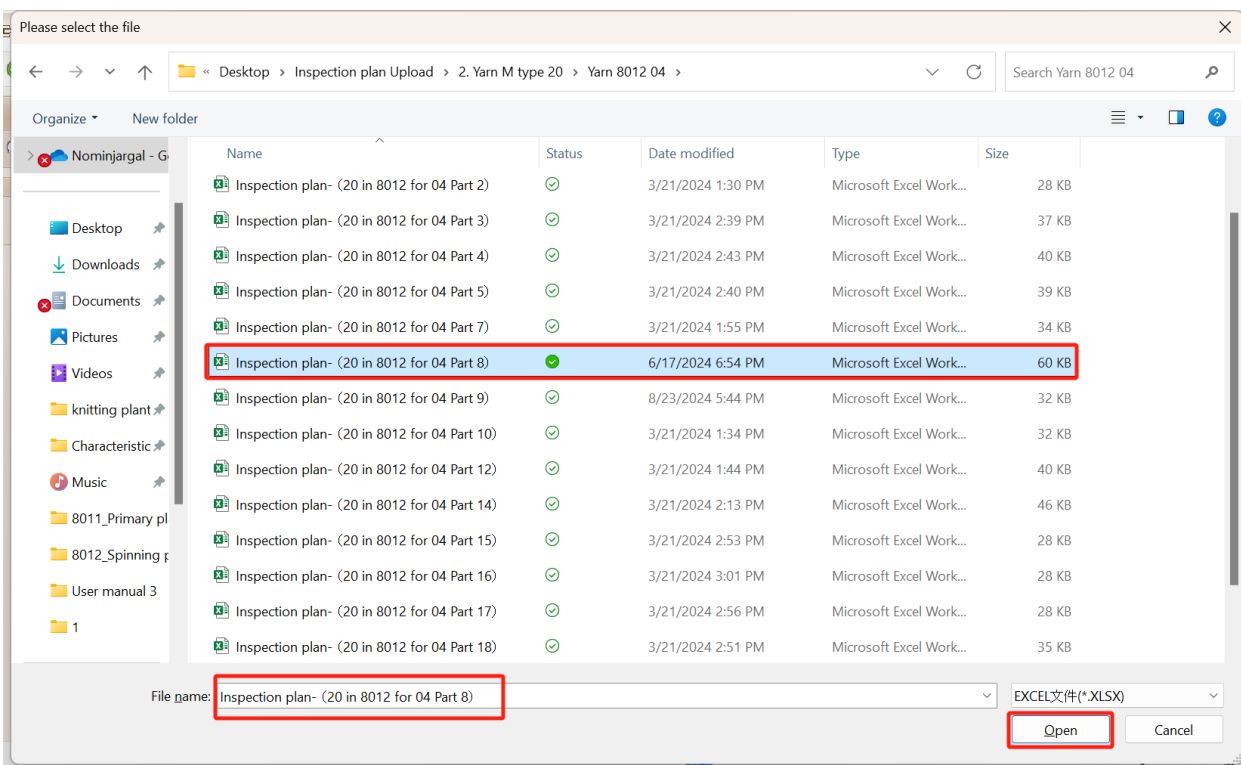 Please select the file
« Desktop › Inspection plan Upload › 2. Yarn M type 20 › Yarn 8012 04 ›
Search Yarn 8012 04
Organize
New folder
Nominjargal - G
Name Status Date modified Type Size
Inspection plan-（20 in 8012 for 04 Part 2） 3/21/2024 1:30 PM Microsoft Excel Work... 28 KB
Inspection plan-（20 in 8012 for 04 Part 3） 3/21/2024 2:39 PM Microsoft Excel Work... 37 KB
Inspection plan-（20 in 8012 for 04 Part 4） 3/21/2024 2:43 PM Microsoft Excel Work... 40 KB
Inspection plan-（20 in 8012 for 04 Part 5） 3/21/2024 2:40 PM Microsoft Excel Work... 39 KB
Inspection plan-（20 in 8012 for 04 Part 7） 3/21/2024 1:55 PM Microsoft Excel Work... 34 KB
Inspection plan-（20 in 8012 for 04 Part 8） 6/17/2024 6:54 PM Microsoft Excel Work... 60 KB
Inspection plan-（20 in 8012 for 04 Part 9） 8/23/2024 5:44 PM Microsoft Excel Work... 32 KB
Inspection plan-（20 in 8012 for 04 Part 10） 3/21/2024 1:34 PM Microsoft Excel Work... 32 KB
Inspection plan-（20 in 8012 for 04 Part 12） 3/21/2024 1:44 PM Microsoft Excel Work... 40 KB
Inspection plan-（20 in 8012 for 04 Part 14） 3/21/2024 2:13 PM Microsoft Excel Work... 46 KB
Inspection plan-（20 in 8012 for 04 Part 15） 3/21/2024 2:53 PM Microsoft Excel Work... 28 KB
Inspection plan-（20 in 8012 for 04 Part 16） 3/21/2024 3:01 PM Microsoft Excel Work... 28 KB
Inspection plan-（20 in 8012 for 04 Part 17） 3/21/2024 2:56 PM Microsoft Excel Work... 28 KB
Inspection plan-（20 in 8012 for 04 Part 18） 3/21/2024 2:51 PM Microsoft Excel Work... 35 KB
Desktop
Downloads
Documents
Pictures
Videos
knitting plant
Characteristic
Music
8011_Primary pl
8012_Spinning p
User manual 3
1
File name: Inspection plan-（20 in 8012 for 04 Part 8）
EXCEL文件(*.XLSX)
Open
Cancel